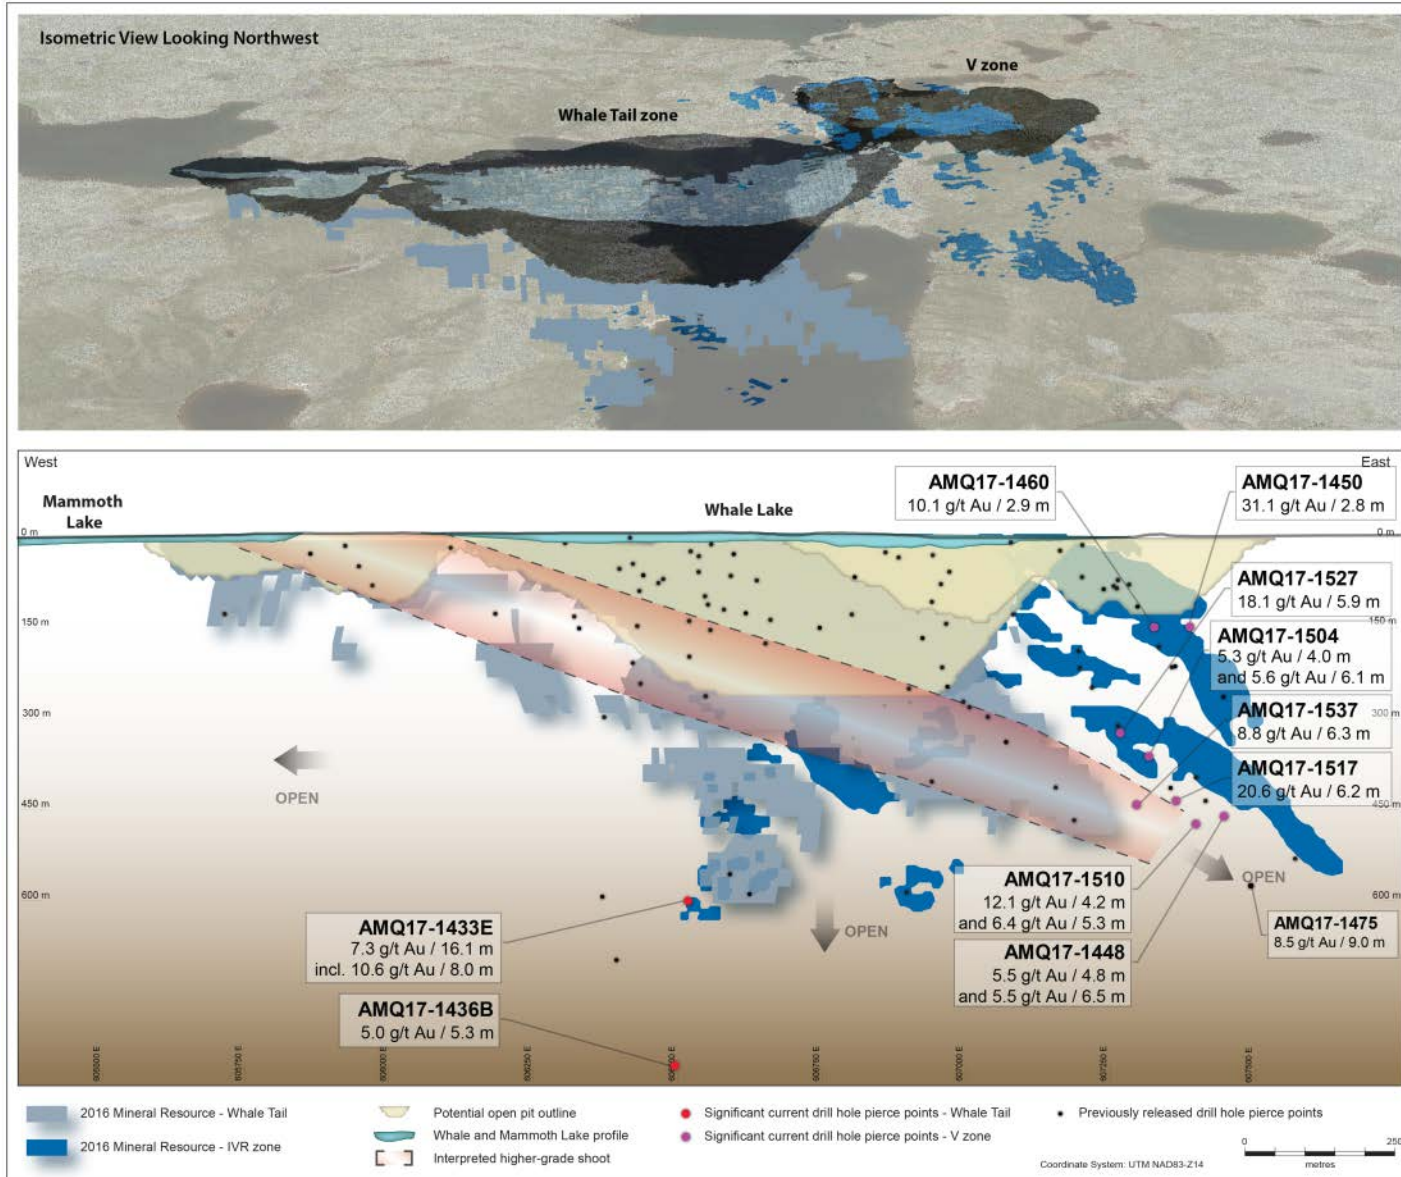 Isometric View Looking Northwest
V zone
Whale Tail zone
West
East
Mammoth
Lake
Whale Lake
AMQ17-1460
10.1 g/t Au / 2.9 m
AMQ17-1450
31.1 g/t Au / 2.8 m
0 m
0 m
AMQ17-1527
18.1 g/t Au / 5.9 m
150 m
150 m
AMQ17-1504
5.3 g/t Au / 4.0 m
and 5.6 g/t Au / 6.1 m
300 m
300 m
AMQ17-1537
8.8 g/t Au / 6.3 m
AMQ17-1517
20.6 g/t Au / 6.2 m
OPEN
450 m
450 m
AMQ17-1510
12.1 g/t Au / 4.2 m
and 6.4 g/t Au / 5.3 m
OPEN
600 m
600 m
AMQ17-1433E
7.3 g/t Au / 16.1 m
incl. 10.6 g/t Au / 8.0 m
OPEN
AMQ17-1475
8.5 g/t Au / 9.0 m
AMQ17-1448
5.5 g/t Au / 4.8 m
and 5.5 g/t Au / 6.5 m
AMQ17-1436B
5.0 g/t Au / 5.3 m
605750 E
606000 E
606250 E
606750 E
607000 E
607250 E
607500 E
2016 Mineral Resource - Whale Tail
Potential open pit outline
Significant current drill hole pierce points - Whale Tail
Previously released drill hole pierce points
2016 Mineral Resource - IVR zone
Whale and Mammoth Lake profile
Significant current drill hole pierce points - V zone
Interpreted higher-grade shoot
0
250
metres
Coordinate System: UTM NAD83-Z14